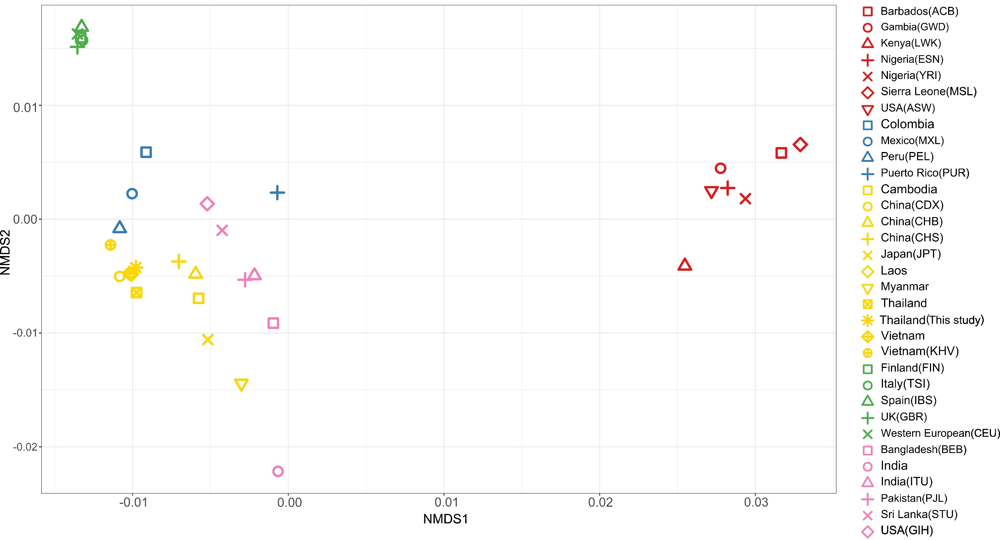 0.01
0.00
-0.01
-0.02
NMDS2
-0.01
0.00
0.01
0.02
0.03
NMDS1
Barbados(ACB)
Gambia(GWD)
Kenya(LWK)
Nigeria(ESN)
Nigeria(YRI)
Sierra Leone(MSL)
USA(ASW)
Colombia
Mexico(MXL)
Peru(PEL)
Puerto Rico(PUR)
Cambodia
China(CDX)
China(CHB)
China(CHS)
Japan(JPT)
Laos
Myanmar
Thailand
Thailand(This study)
Vietnam
Vietnam(KHV)
Finland(FIN)
Italy(TSI)
Spain(IBS)
UK(GBR)
Western European(CEU)
Bangladesh(BEB)
India
India(ITU)
Pakistan(PJL)
Sri Lanka(STU)
USA(GIH)